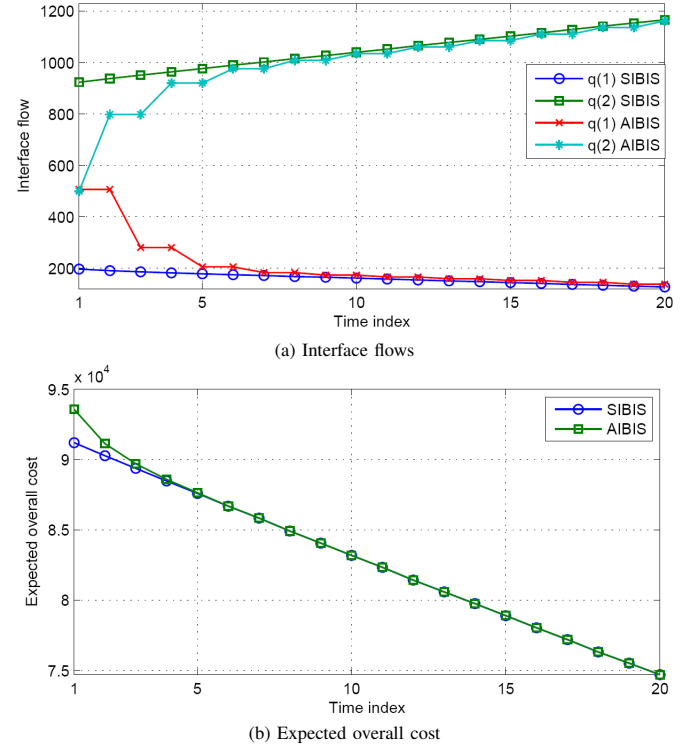 1200
1000
800
600
400
200
Interface flow
q(1) SIBIS
q(2) SIBIS
q(1) AIBIS
q(2) AIBIS
1 5 10 15 20
Time index
(a) Interface flows
x 10^4
9.5
9
8.5
8
7.5
Expected overall cost
SIBIS
AIBIS
1 5 10 15 20
Time index
(b) Expected overall cost